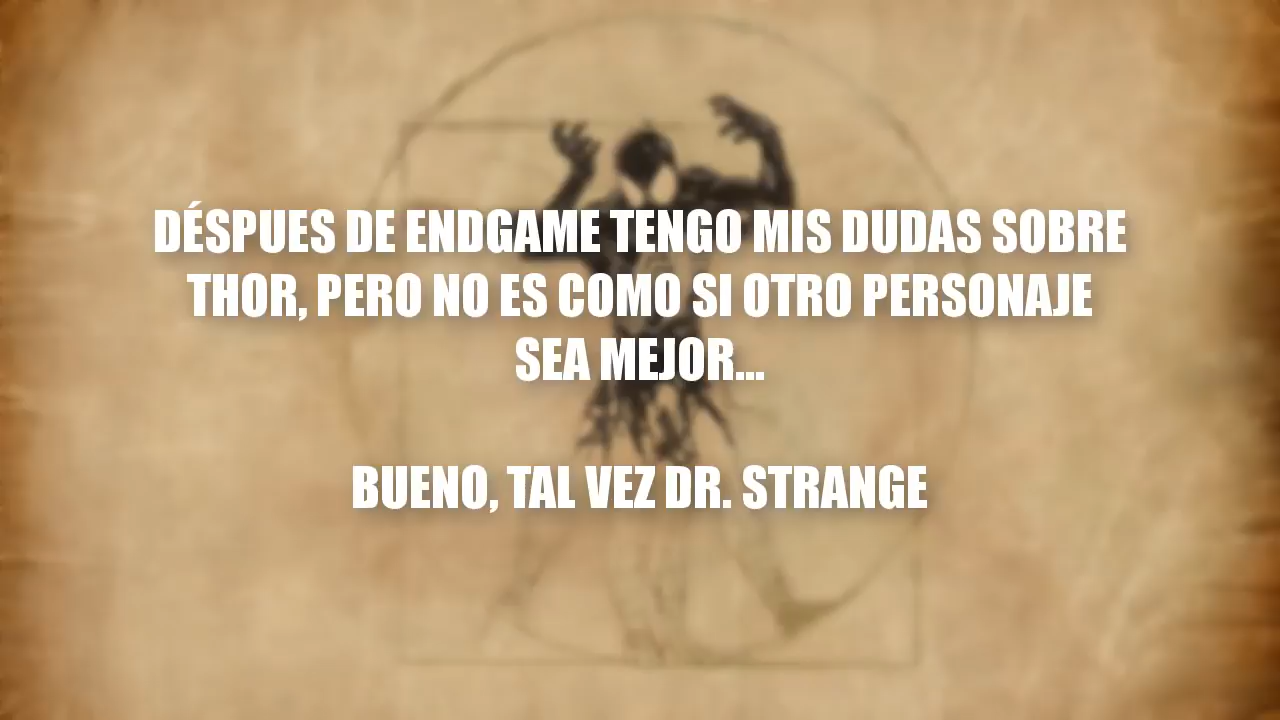 DÉSPUES DE ENDGAME TENGO MIS DUDAS SOBRE
THOR, PERO NO ES COMO SI OTRO PERSONAJE
SEA MEJOR...
BUENO, TAL VEZ DR. STRANGE